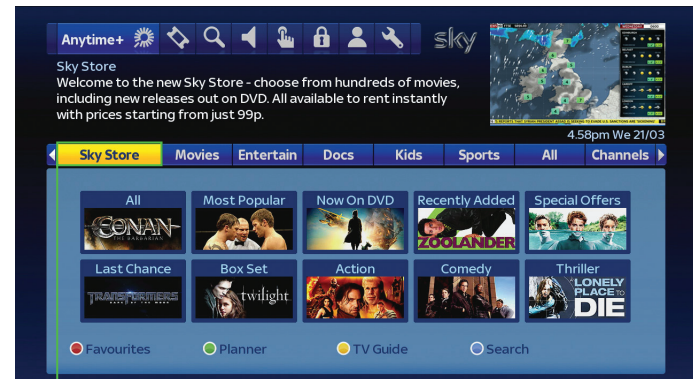 Anytime+
sky
Sky Store
Welcome to the new Sky Store - choose from hundreds of movies,
including new releases out on DVD. All available to rent instantly
with prices starting from just 99p.
4.58pm We 21/03
Sky Store Movies Entertain Docs Kids Sports All Channels
All Most Popular Now On DVD Recently Added Special Offers
CONAN
THE BARBARIAN
ZOOLANDER
Last Chance Box Set Action Comedy Thriller
TRANSFORMERS
twilight
A LONELY
PLACE TO
DIE
Favourites Planner TV Guide Search